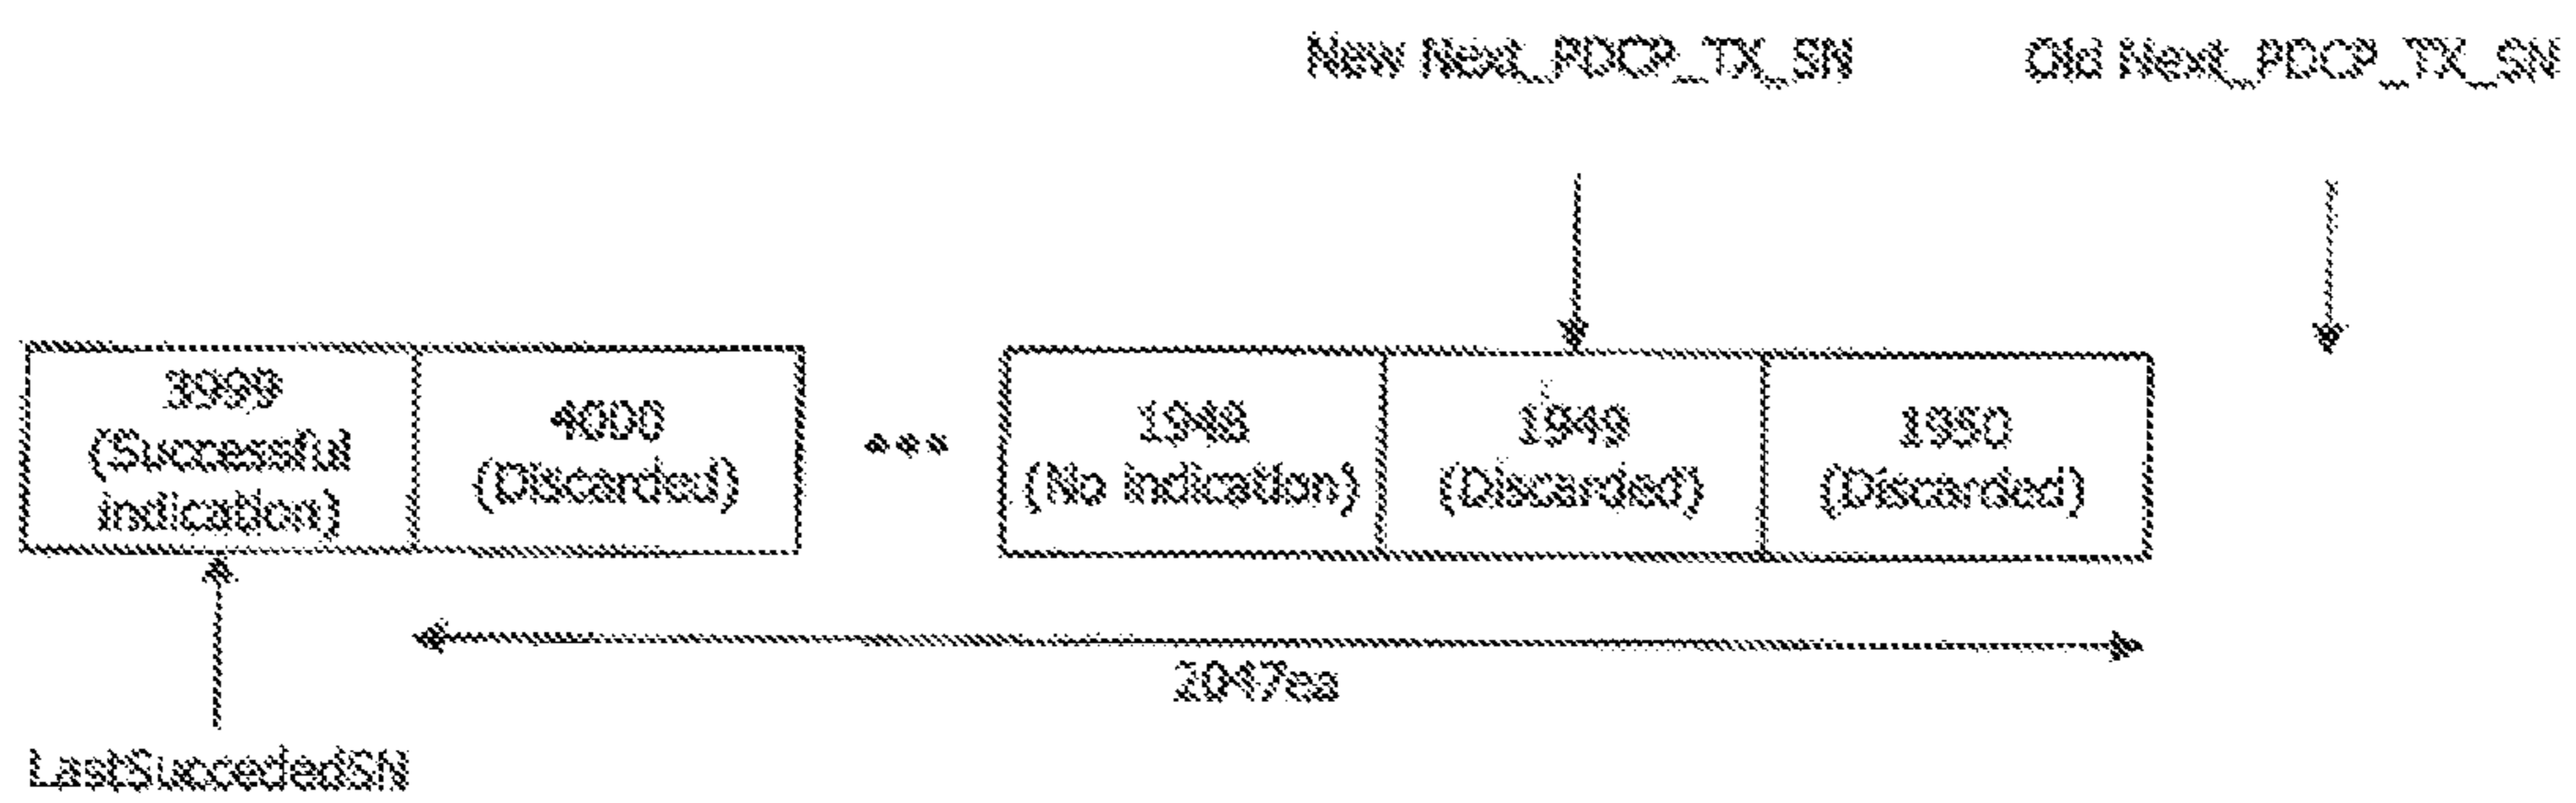 New Next_PDCP_TX_SN
Old Next_PDCP_TX_SN
3999
(Successful
indication)
4000
(Discarded)
1948
(No indication)
1949
(Discarded)
1950
(Discarded)
2047ea
LastSuccededSN